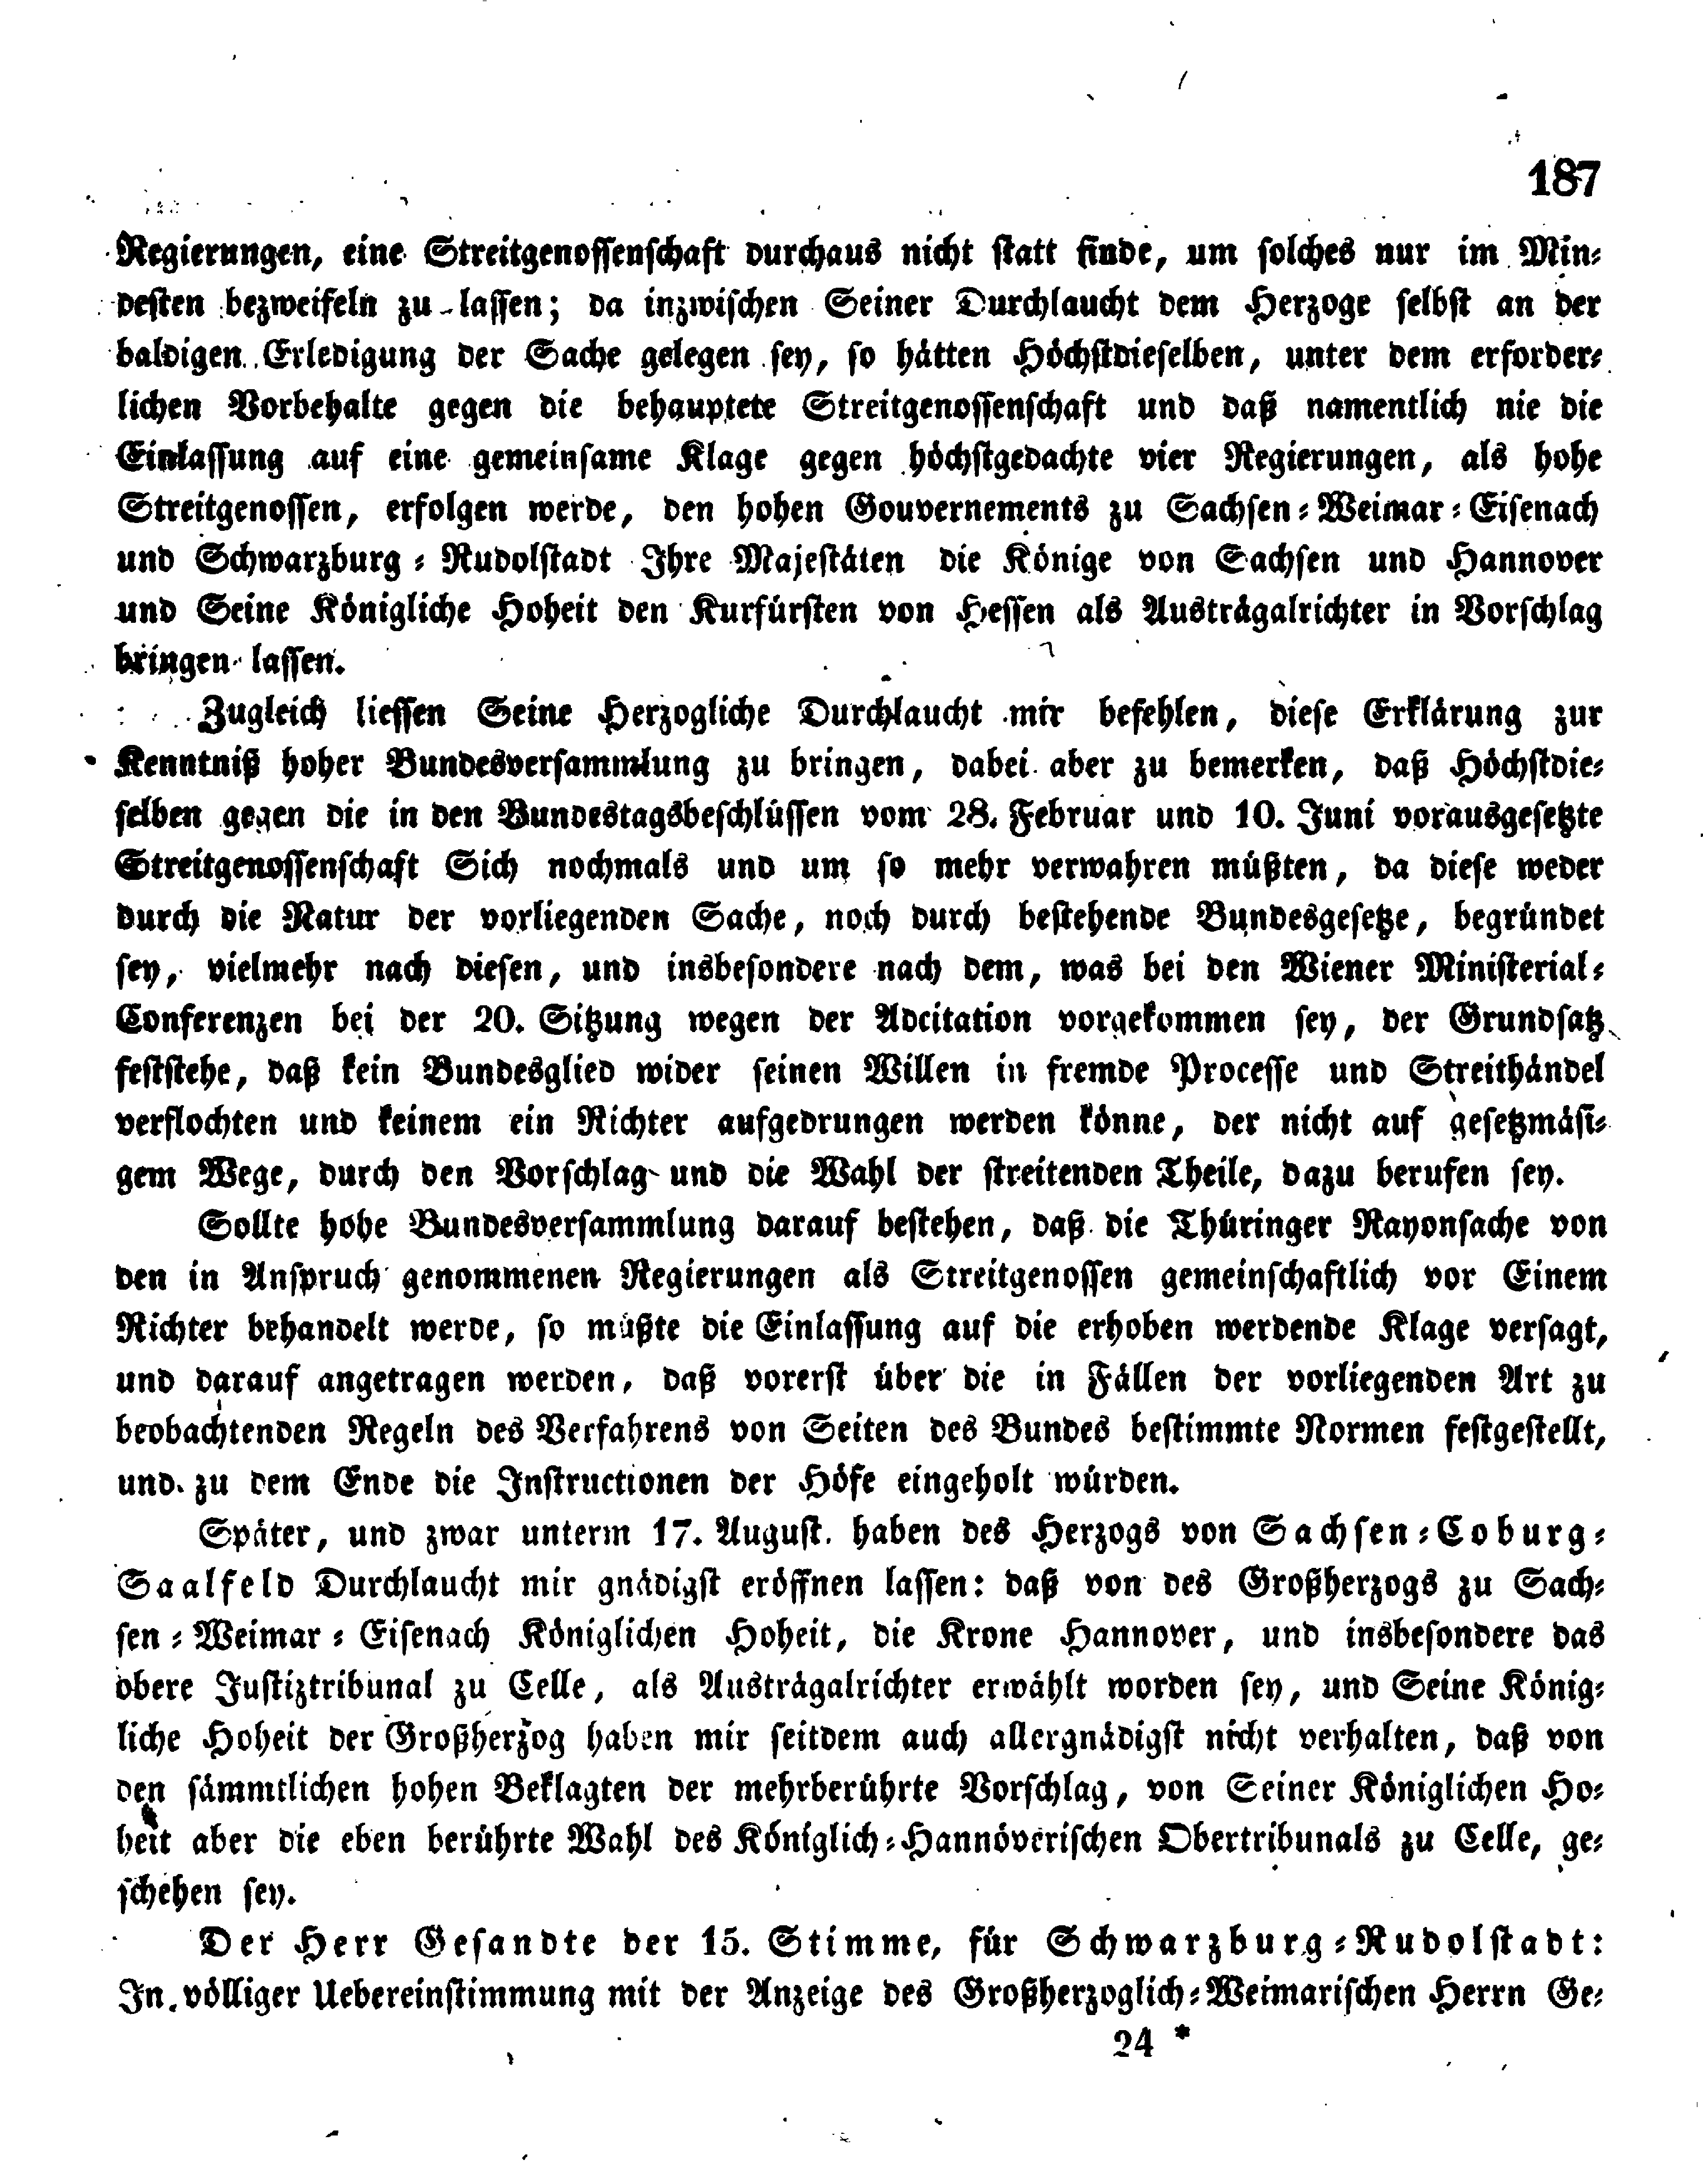 187
Regierungen, eine Streitgenossenschaft durchaus nicht statt finde, um solches nur im Min-
desten bezweifeln zu lassen; da inzwischen Seiner Durchlaucht dem Herzoge selbst an der
baldigen Erledigung der Sache gelegen sey, so hätten Höchstdieselben, unter dem erforder-
lichen Vorbehalte gegen die behauptete Streitgenossenschaft und daß namentlich nie die
Einlassung auf eine gemeinsame Klage gegen höchstgedachte vier Regierungen, als hohe
Streitgenossen, erfolgen werde, den hohen Gouvernements zu Sachsen-Weimar-Eisenach
und Schwarzburg-Rudolstadt Ihre Majestäten die Könige von Sachsen und Hannover
und Seine Königliche Hoheit den Kurfürsten von Hessen als Austrägalrichter in Vorschlag
bringen lassen.
Zugleich liessen Seine Herzogliche Durchlaucht mir befehlen, diese Erklärung zur
Kenntniß hoher Bundesversammlung zu bringen, dabei aber zu bemerken, daß Höchstdie-
selben gegen die in den Bundestagsbeschlüssen vom 28. Februar und 10. Juni vorausgesetzte
Streitgenossenschaft Sich nochmals und um so mehr verwahren müßten, da diese weder
durch die Natur der vorliegenden Sache, noch durch bestehende Bundesgesetze, begründet
sey, vielmehr nach diesen, und insbesondere nach dem, was bei den Wiener Ministerial-
Conferenzen bei der 20. Sitzung wegen der Adcitation vorgekommen sey, der Grundsatz
feststehe, daß kein Bundesglied wider seinen Willen in fremde Processe und Streithändel
verflochten und keinem ein Richter aufgedrungen werden könne, der nicht auf gesetzmäsi-
gem Wege, durch den Vorschlag und die Wahl der streitenden Theile, dazu berufen sey.
Sollte hohe Bundesversammlung darauf bestehen, daß die Thüringer Rayonsache von
den in Anspruch genommenen Regierungen als Streitgenossen gemeinschaftlich vor Einem
Richter behandelt werde, so müßte die Einlassung auf die erhoben werdende Klage versagt,
und darauf angetragen werden, daß vorerst über die in Fällen der vorliegenden Art zu
beobachtenden Regeln des Verfahrens von Seiten des Bundes bestimmte Normen festgestellt,
und zu dem Ende die Instructionen der Höfe eingeholt würden.
Später, und zwar unterm 17. August haben des Herzogs von Sachsen-Coburg-
Saalfeld Durchlaucht mir gnädigst eröffnen lassen: daß von des Großherzogs zu Sach-
sen-Weimar-Eisenach Königlichen Hoheit, die Krone Hannover, und insbesondere das
obere Justiztribunal zu Celle, als Austrägalrichter erwählt worden sey, und Seine König-
liche Hoheit der Großherzog haben mir seitdem auch allergnädigst nicht verhalten, daß von
den sämmtlichen hohen Beklagten der mehrberührte Vorschlag, von Seiner Königlichen Ho-
heit aber die eben berührte Wahl des Königlich-Hannöverischen Obertribunals zu Celle, ge-
schehen sey.
Der Herr Gesandte der 15. Stimme, für Schwarzburg-Rudolstadt:
In völliger Uebereinstimmung mit der Anzeige des Großherzoglich-Weimarischen Herrn Ge-
24 *